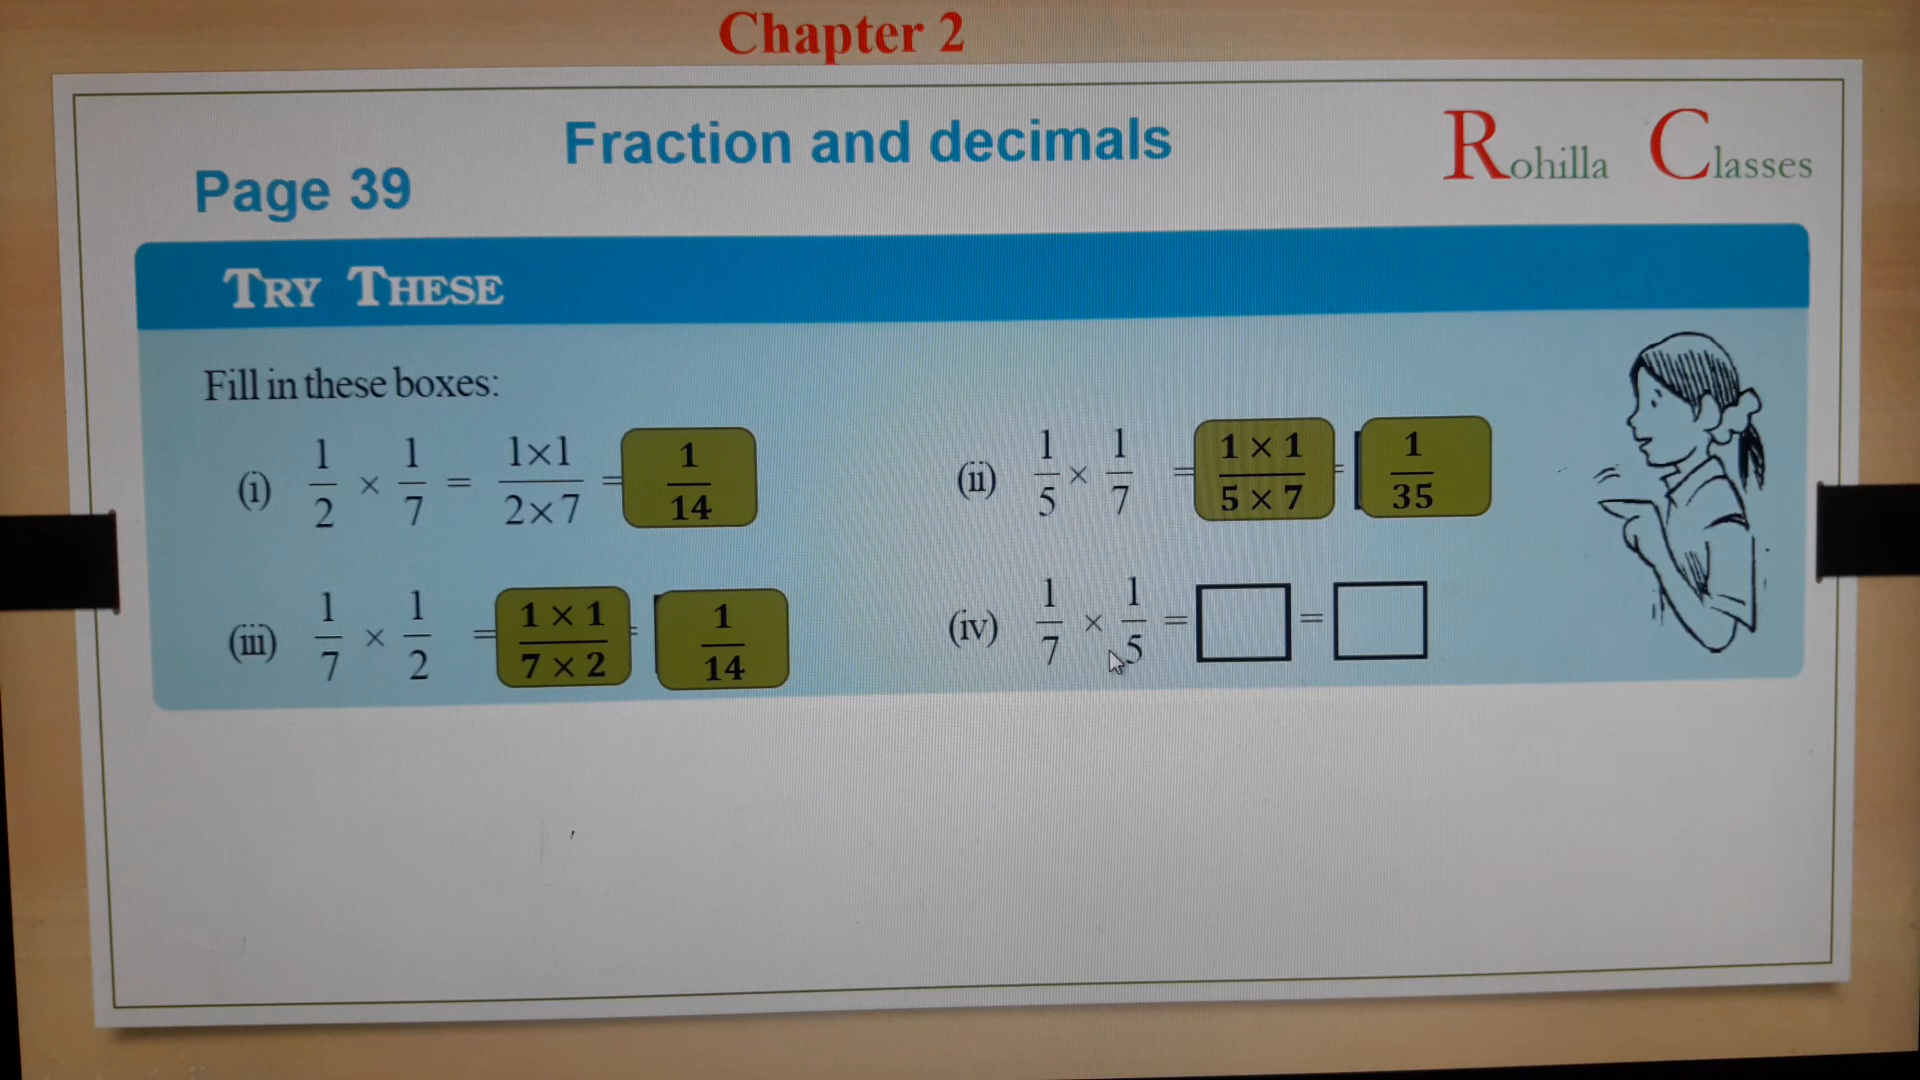 Chapter 2
Fraction and decimals
Rohilla Classes
Page 39
TRY THESE
Fill in these boxes:
(i) 1/2 × 1/7 = 1×1/2×7 = 1/14
(ii) 1/5 × 1/7 = 1 × 1/5 × 7 = 1/35
(iii) 1/7 × 1/2 = 1 × 1/7 × 2 = 1/14
(iv) 1/7 × 1/5 = □ = □